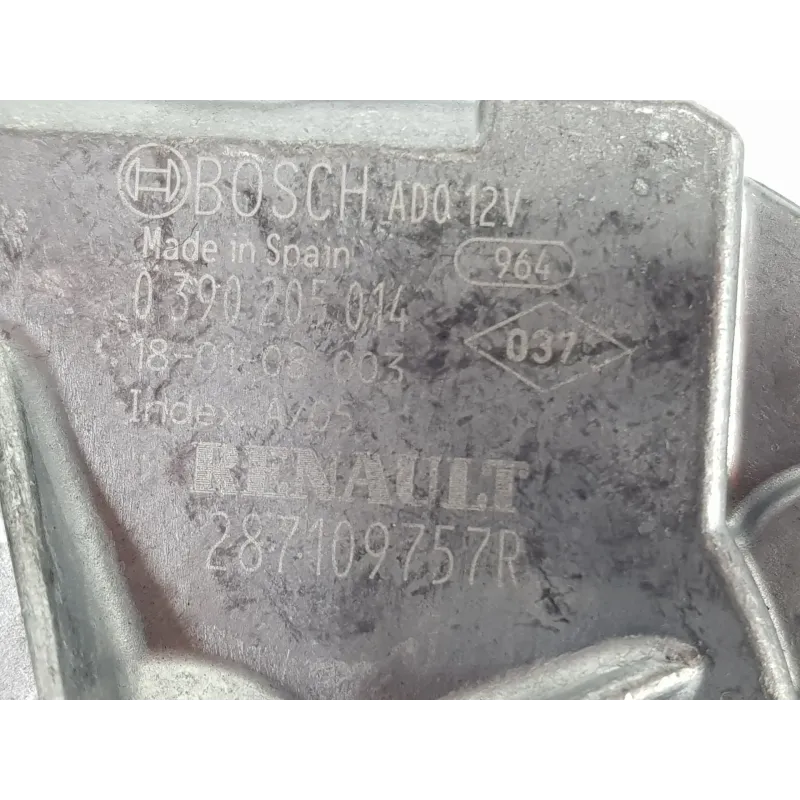 BOSCH ADQ 12V
Made in Spain 964
0 390 205 014
18-01-08 003 037
Index A/05
RENAULT
287109757R